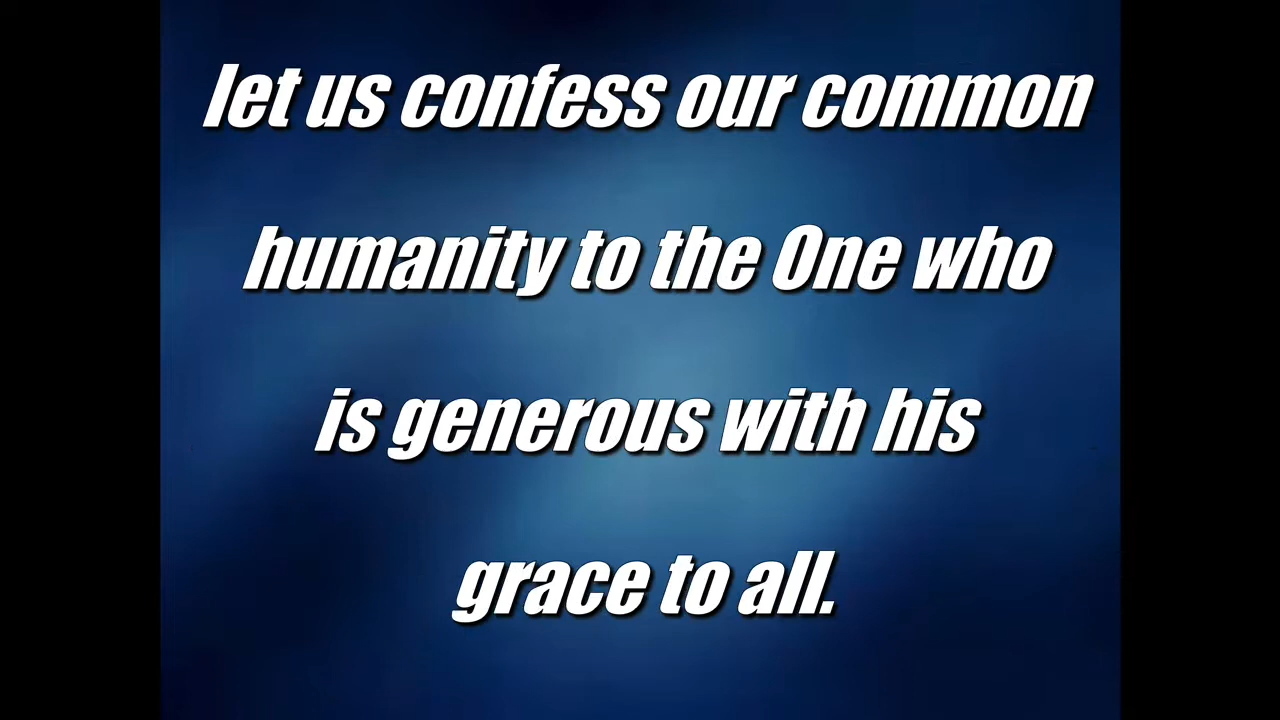 let us confess our common
humanity to the One who
is generous with his
grace to all.